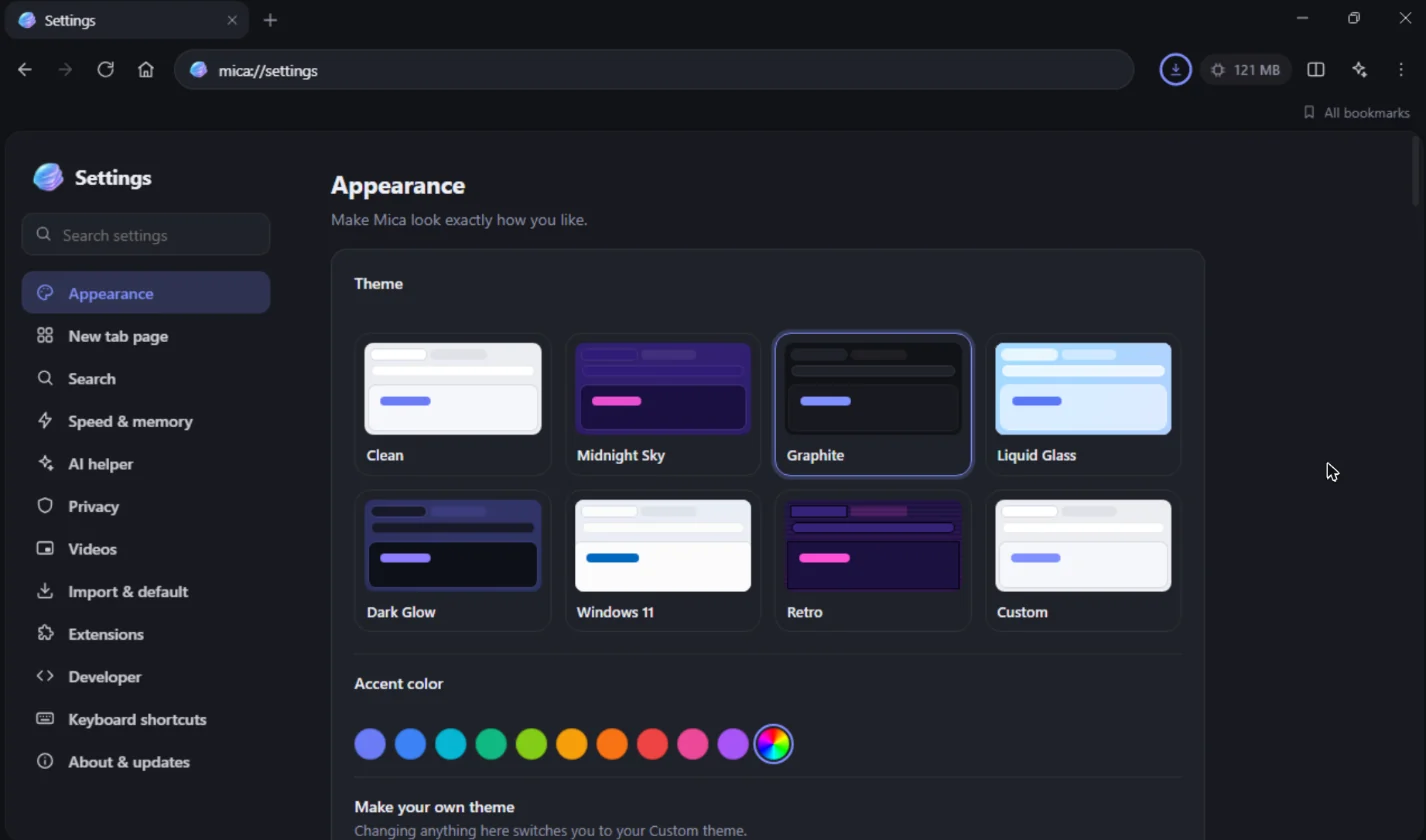 Settings
mica://settings
121 MB
All bookmarks
Settings
Search settings
Appearance
New tab page
Search
Speed & memory
AI helper
Privacy
Videos
Import & default
Extensions
Developer
Keyboard shortcuts
About & updates
Appearance
Make Mica look exactly how you like.
Theme
Clean
Midnight Sky
Graphite
Liquid Glass
Dark Glow
Windows 11
Retro
Custom
Accent color
Make your own theme
Changing anything here switches you to your Custom theme.